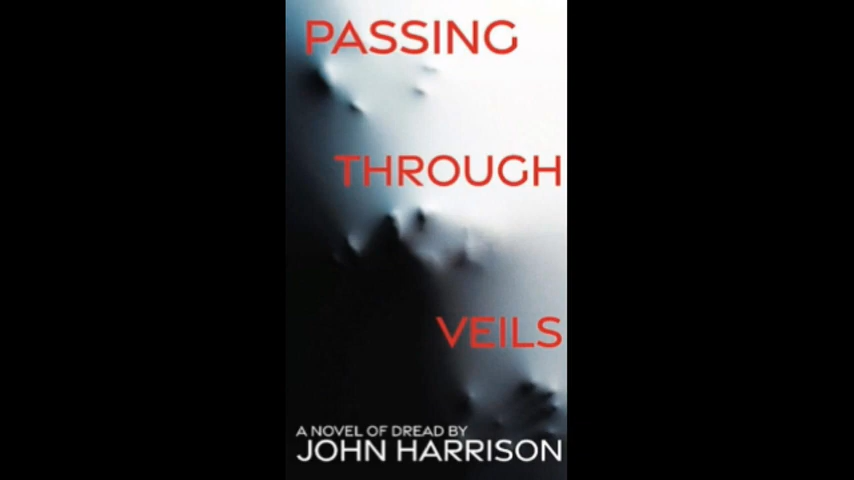 PASSING
THROUGH
VEILS
A NOVEL OF DREAD BY
JOHN HARRISON